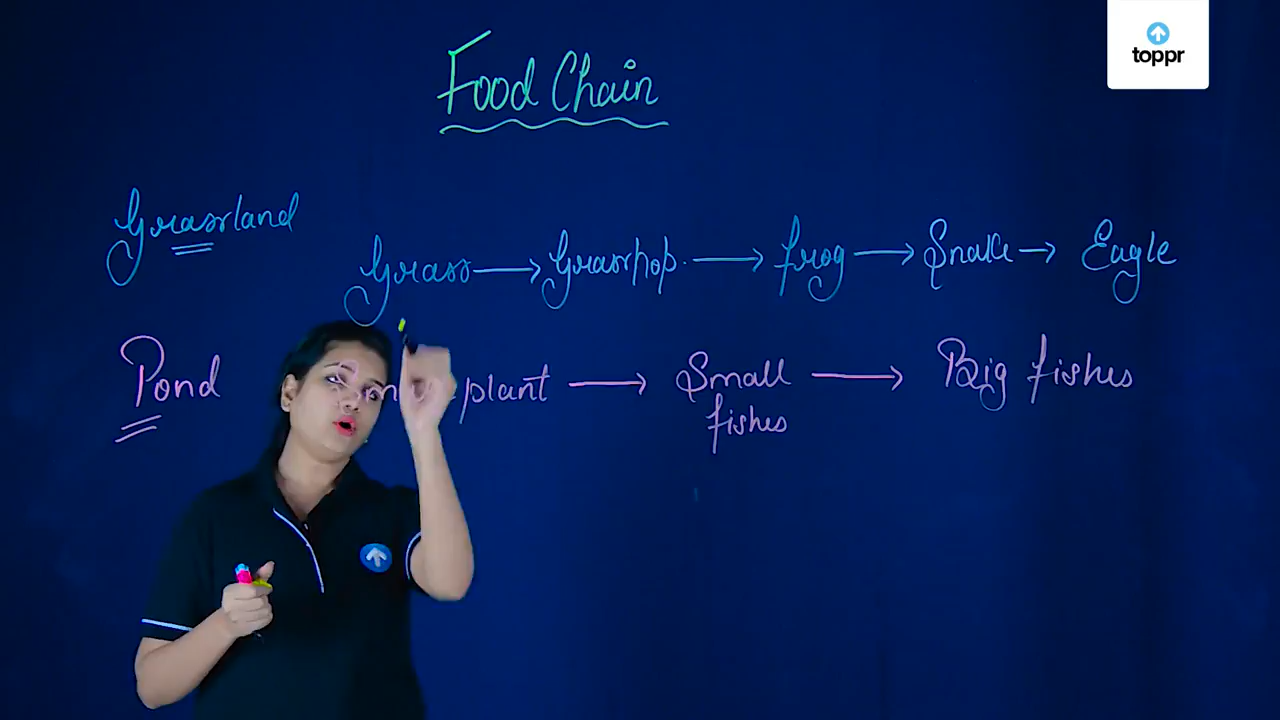 toppr
Food Chain
Grassland
Grass → Grasshop. → frog → Snake → Eagle
Pond
plant → Small fishes → Big fishes